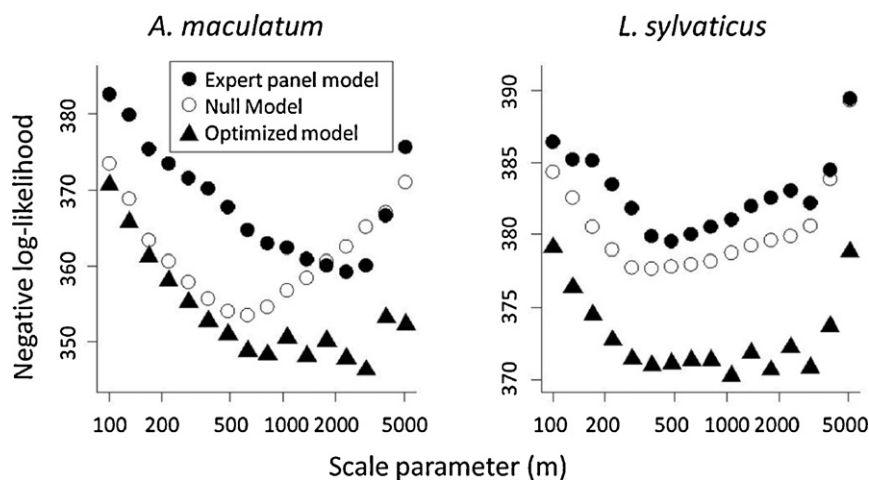 A. maculatum
L. sylvaticus
Negative log-likelihood
380
370
360
350
Expert panel model
Null Model
Optimized model
100 200 500 1000 2000 5000
390
385
380
375
370
100 200 500 1000 2000 5000
Scale parameter (m)